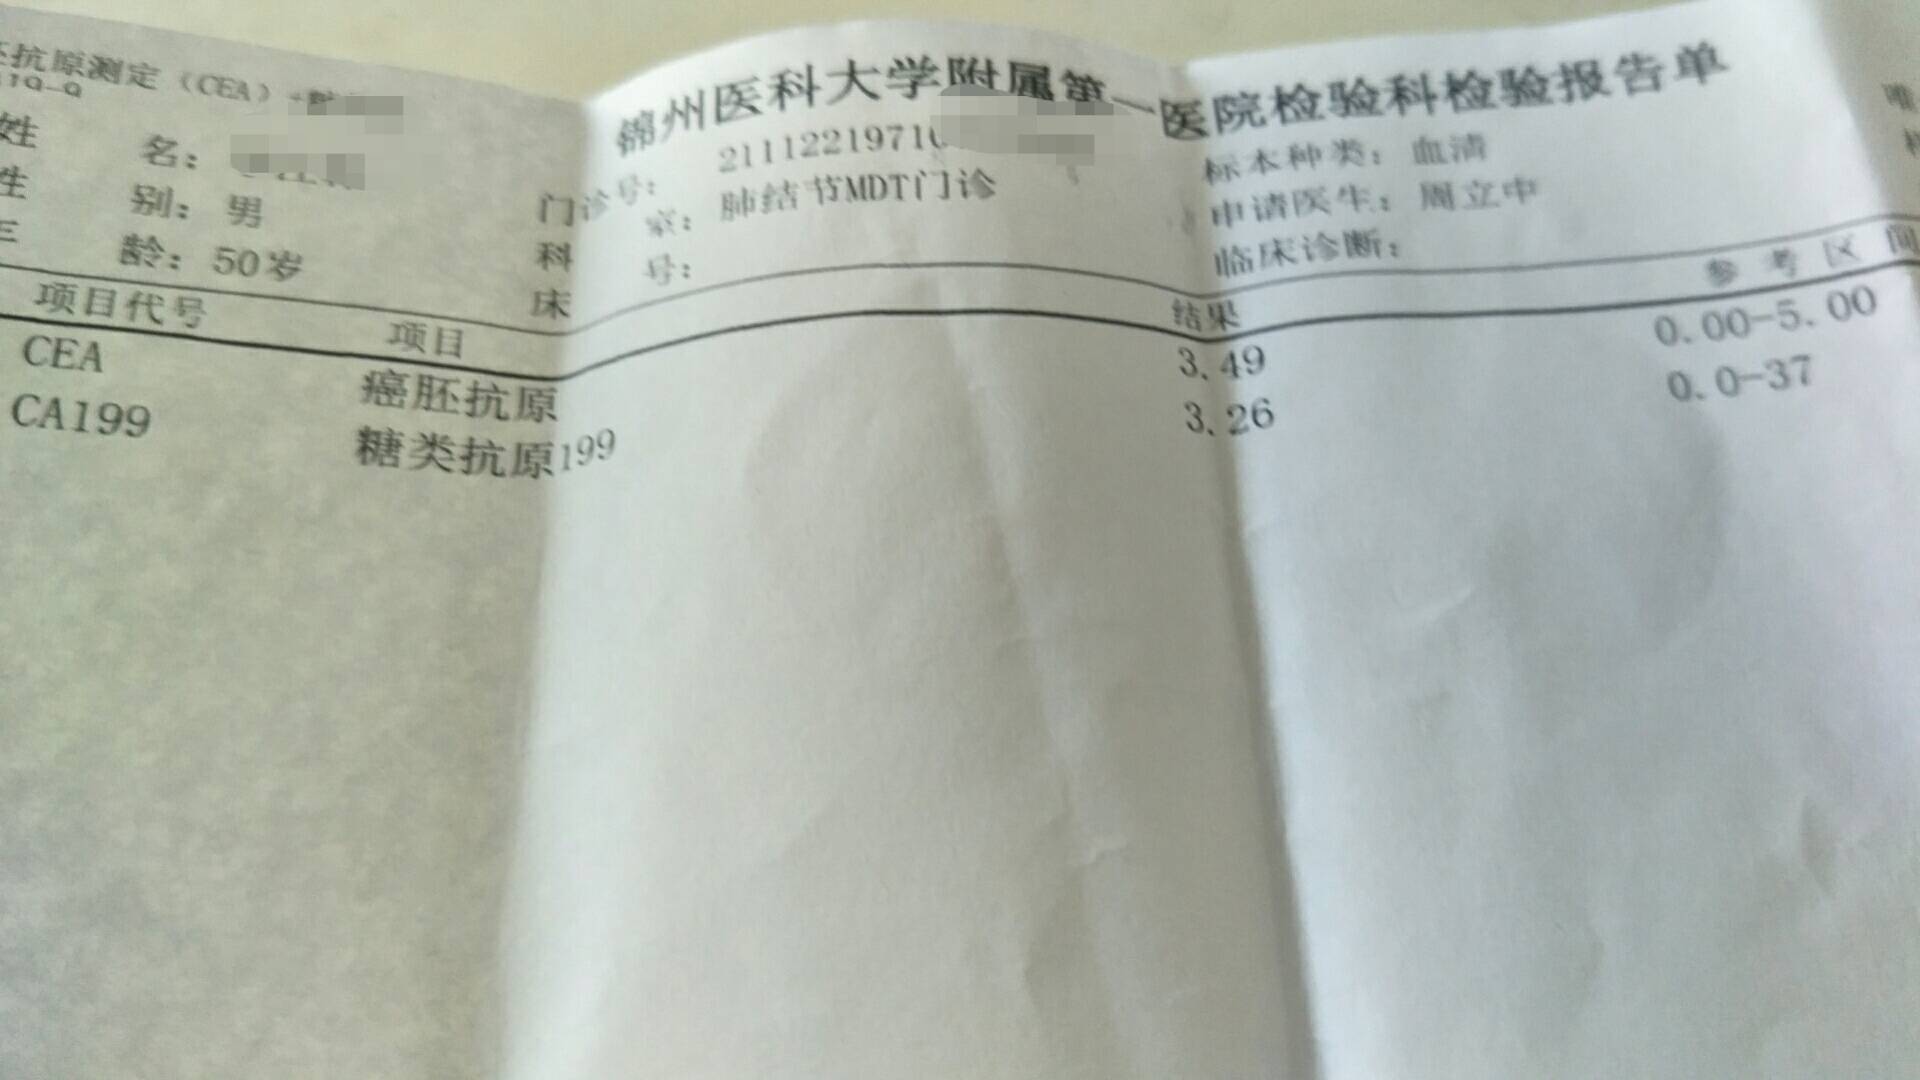 抗原测定（CEA）+
锦州医科大学附属第一医院检验科检验报告单
姓 名：
门诊号： 21112219710
标本种类： 血清
性 别： 男
科 室： 肺结节MDT门诊
申请医生： 周立中
年 龄： 50岁
床 号：
临床诊断：
项目代号 项目 结果 参考区间
CEA 癌胚抗原 3.49 0.00-5.00
CA199 糖类抗原199 3.26 0.0-37